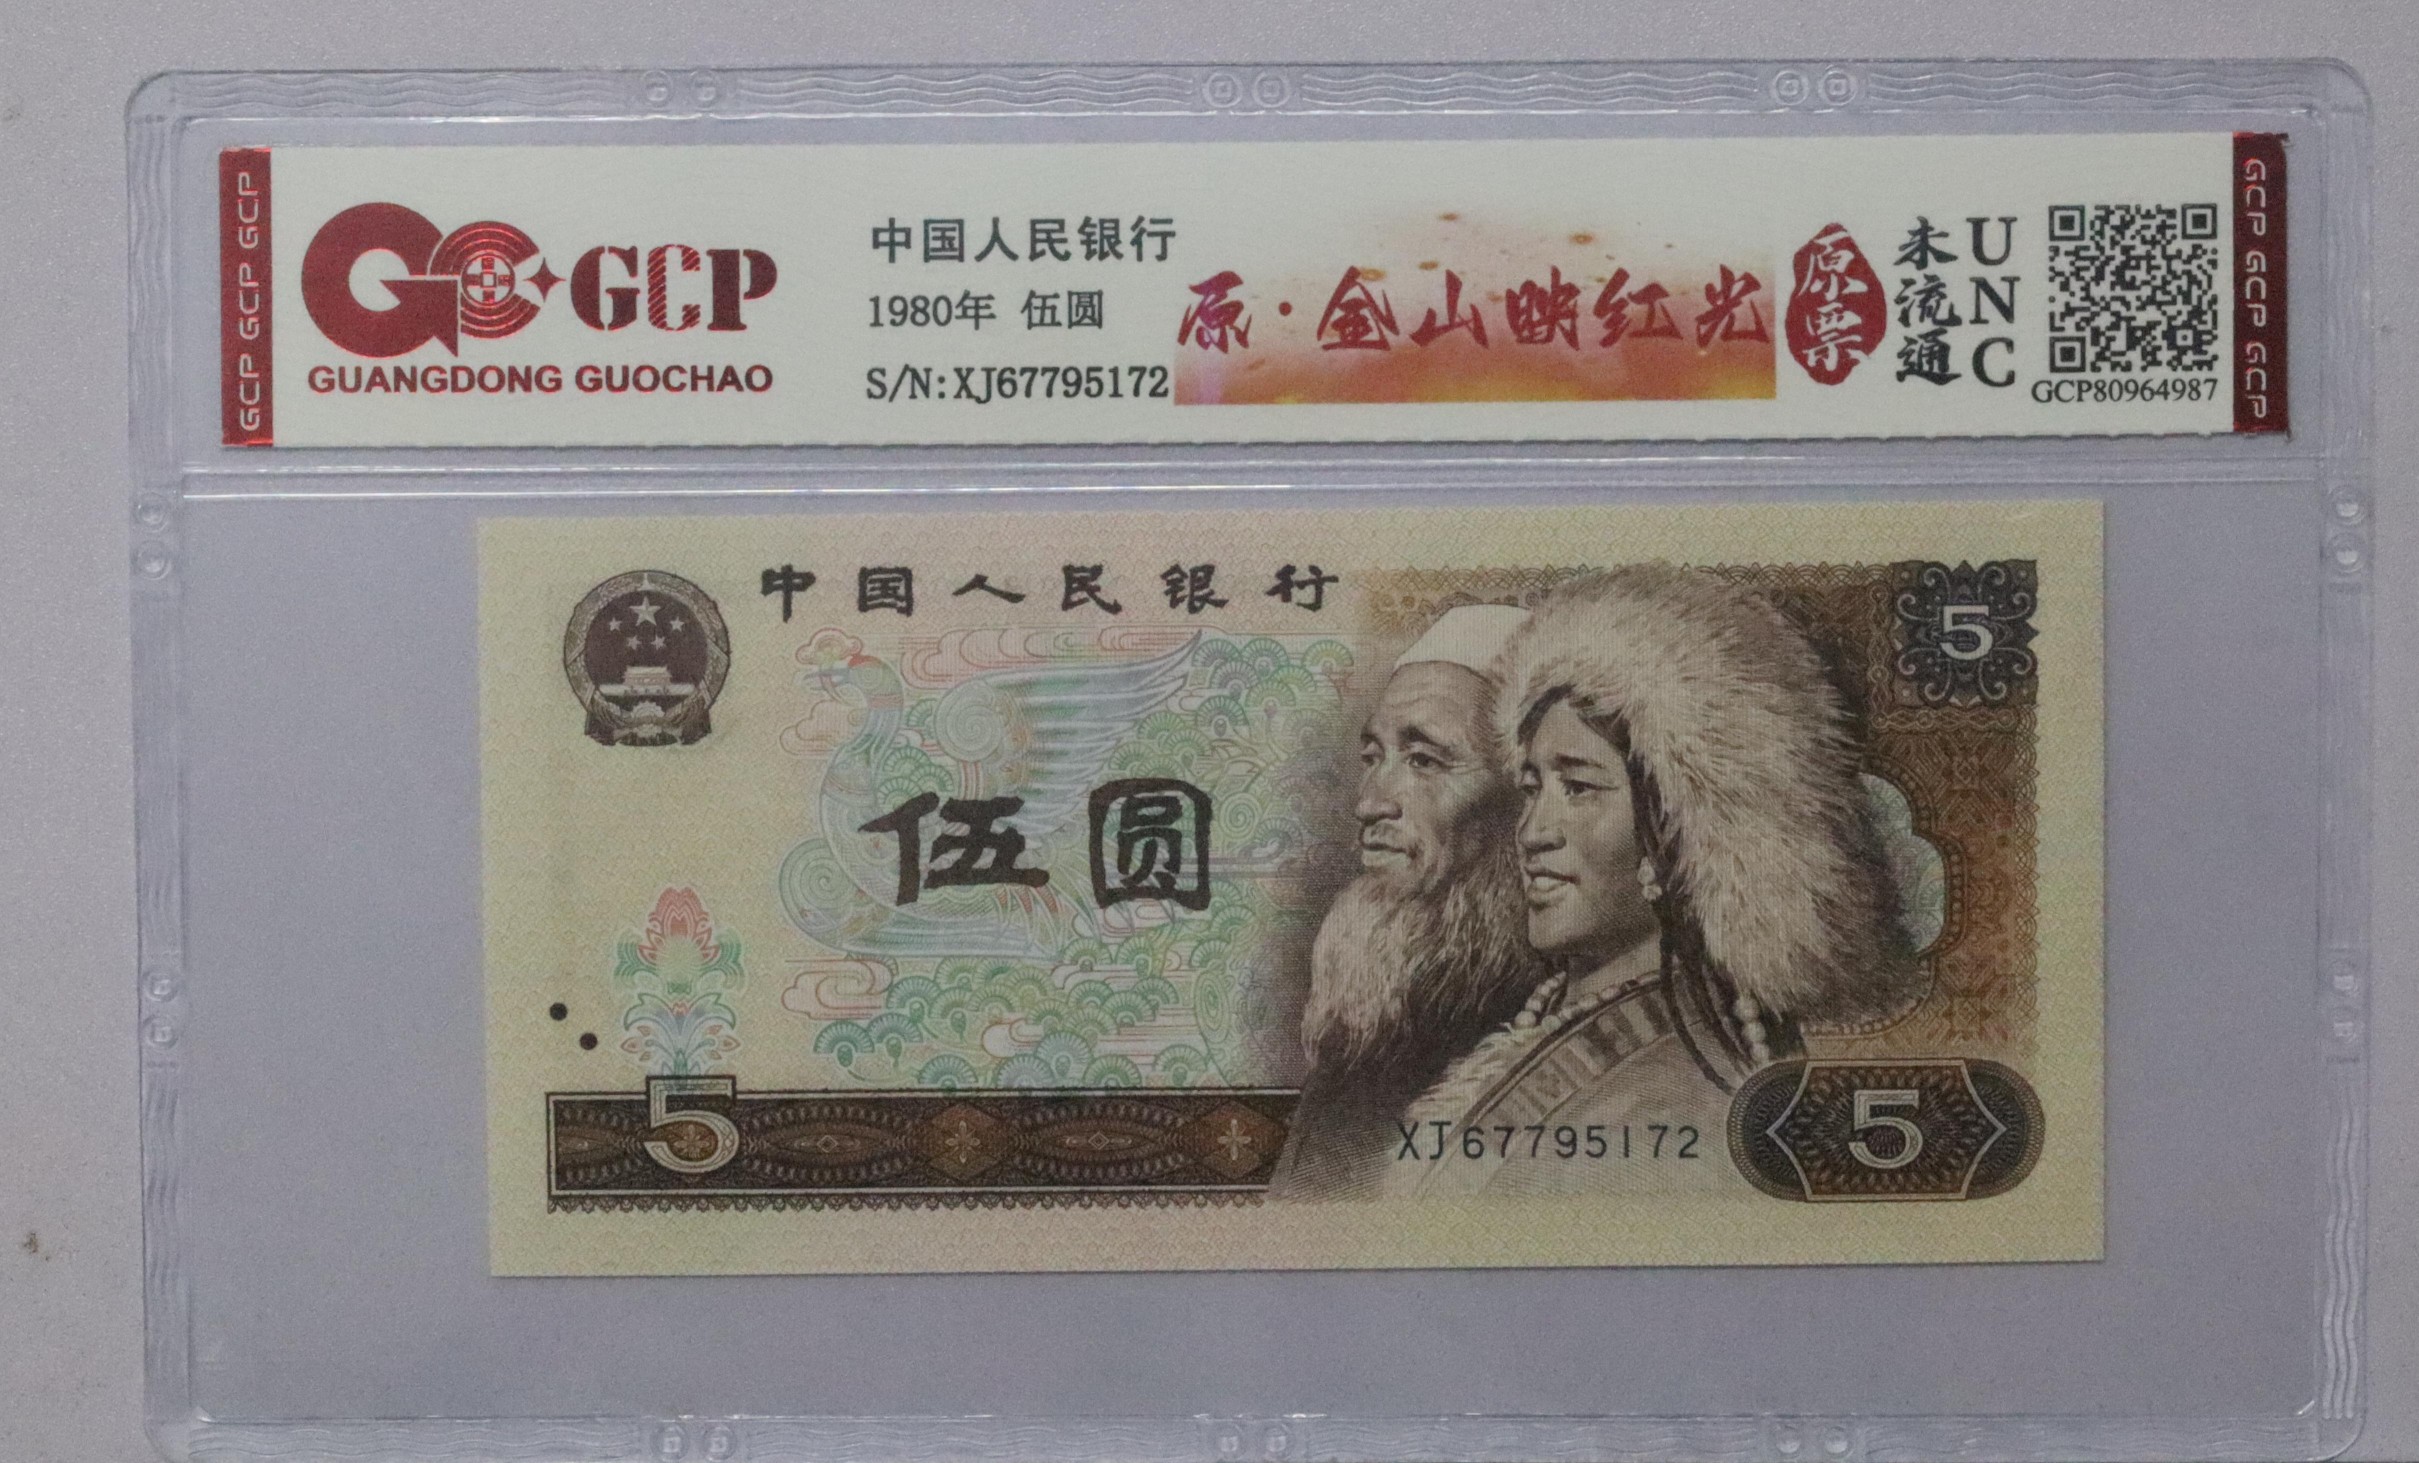 GCP GCP GCP
GCP
GUANGDONG GUOCHAO
中国人民银行
1980年 伍圆
S/N:XJ67795172
原·金山映红光
原票
未流通
UNC
GCP80964987
GCP GCP GCP
中国人民银行
5
伍圆
5
XJ67795172
5